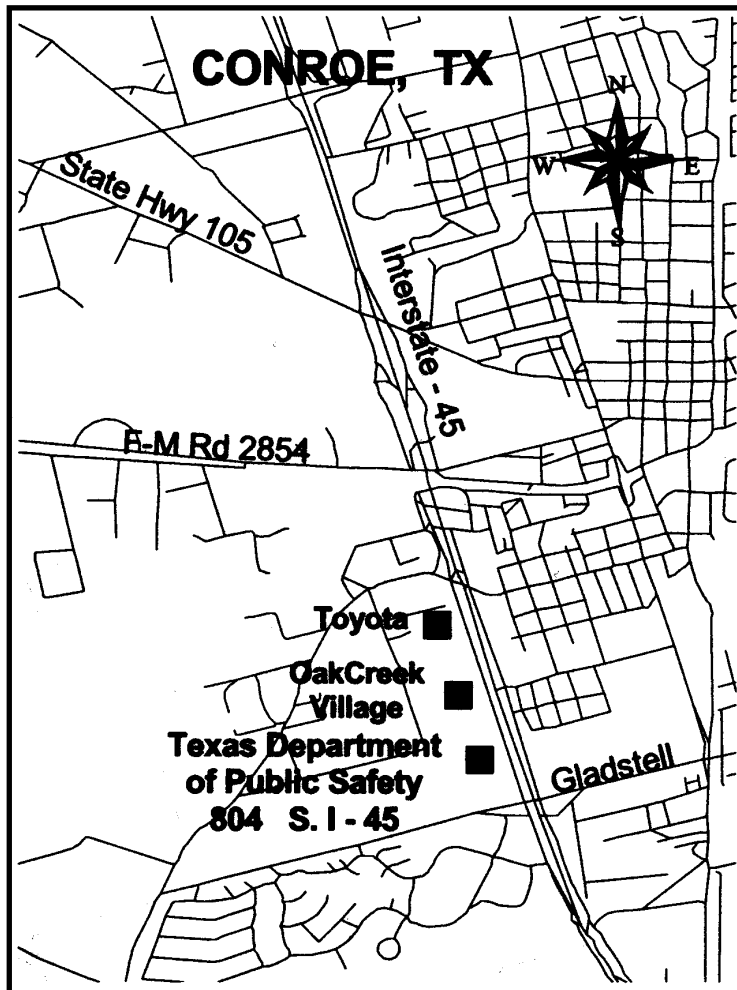 CONROE, TX
N
W E
S
State Hwy 105
Interstate - 45
F-M Rd 2854
Toyota
OakCreek
Village
Texas Department
of Public Safety
804 S. I - 45
Gladstell